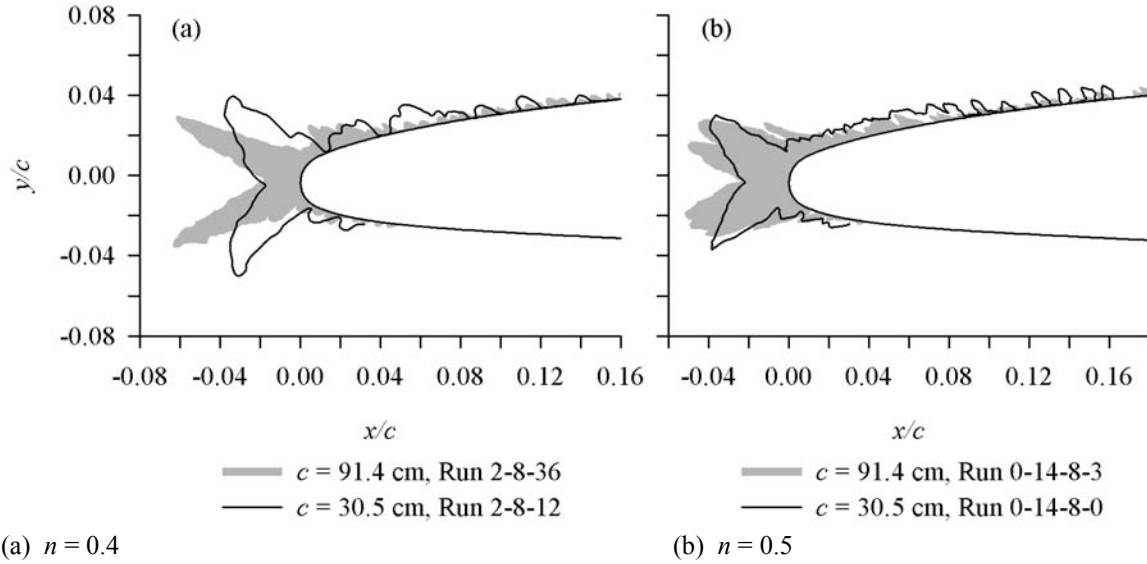 0.08
(a)
(b)
0.04
0.00
-0.04
-0.08
y/c
-0.08 -0.04 0.00 0.04 0.08 0.12 0.16
-0.04 0.00 0.04 0.08 0.12 0.16
x/c
x/c
c = 91.4 cm, Run 2-8-36
c = 30.5 cm, Run 2-8-12
c = 91.4 cm, Run 0-14-8-3
c = 30.5 cm, Run 0-14-8-0
(a) n = 0.4
(b) n = 0.5